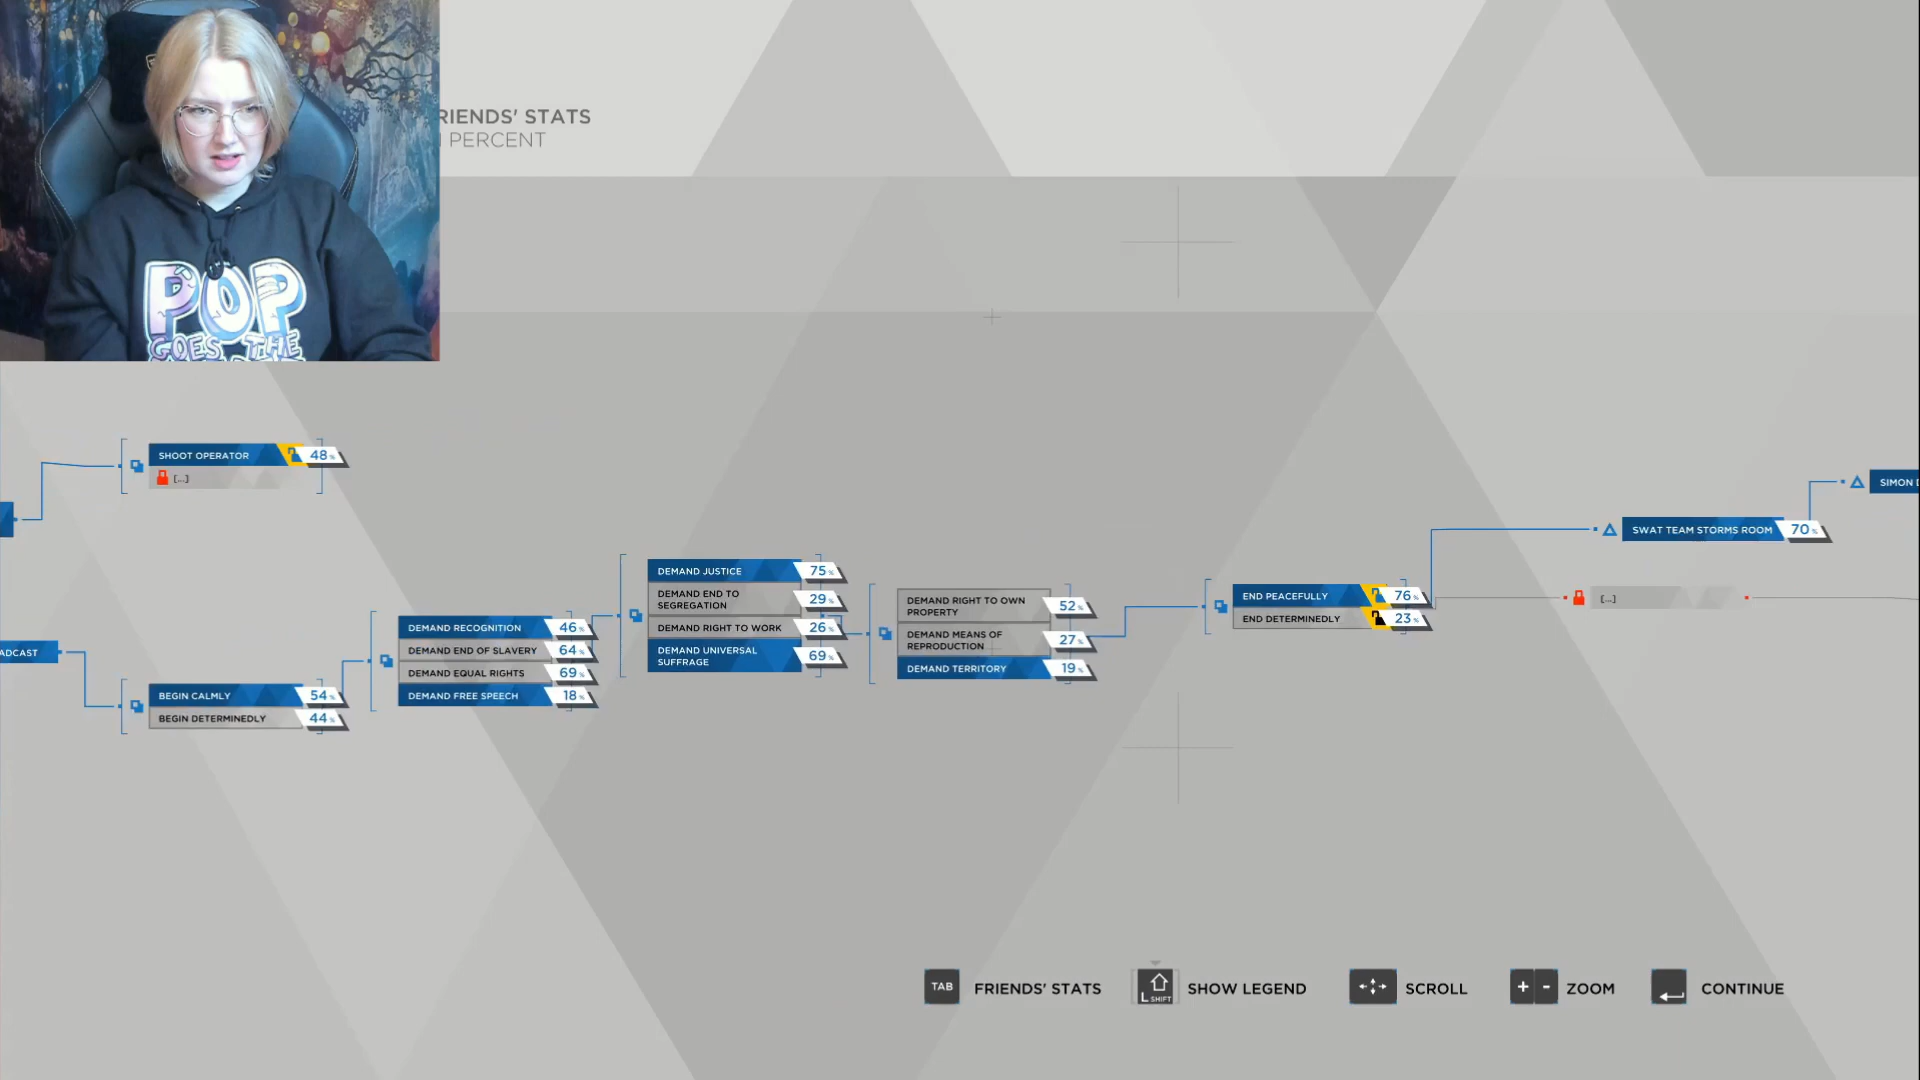 RIENDS' STATS
PERCENT
POP
GOES THE
SHOOT OPERATOR 48%
[...]
ADCAST
BEGIN CALMLY 54%
BEGIN DETERMINEDLY 44%
DEMAND RECOGNITION 46%
DEMAND END OF SLAVERY 64%
DEMAND EQUAL RIGHTS 69%
DEMAND FREE SPEECH 18%
DEMAND JUSTICE 75%
DEMAND END TO
SEGREGATION 29%
DEMAND RIGHT TO WORK 26%
DEMAND UNIVERSAL
SUFFRAGE 69%
DEMAND RIGHT TO OWN
PROPERTY 52%
DEMAND MEANS OF
REPRODUCTION 27%
DEMAND TERRITORY 19%
END PEACEFULLY 76%
END DETERMINEDLY 23%
SWAT TEAM STORMS ROOM 70%
[...]
SIMON
TAB FRIENDS' STATS
L SHIFT SHOW LEGEND
SCROLL
+ - ZOOM
CONTINUE